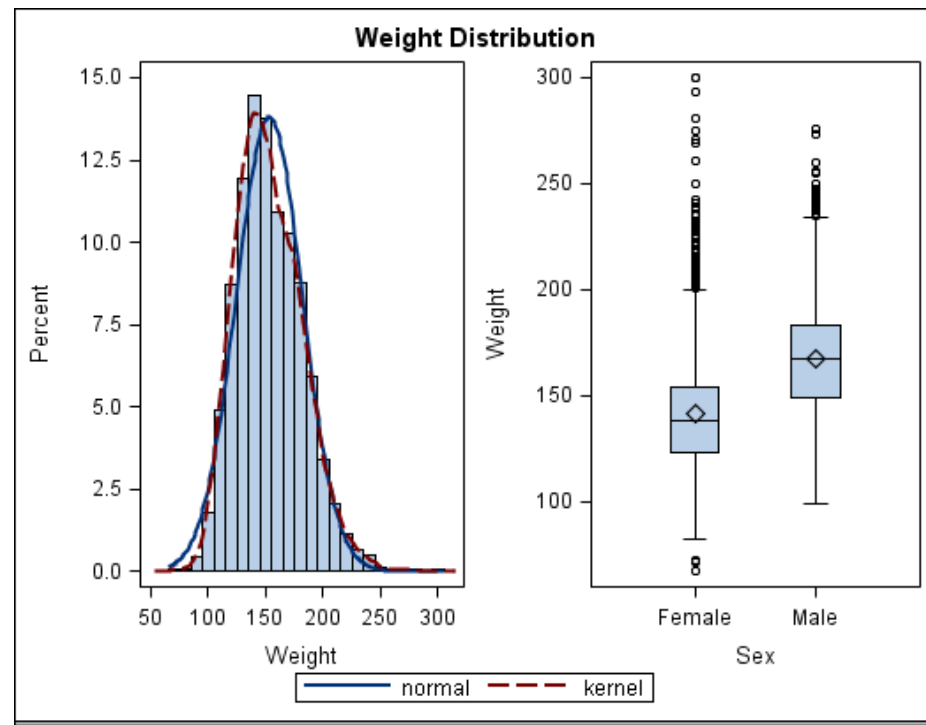 Weight Distribution
Percent
15.0
12.5
10.0
7.5
5.0
2.5
0.0
50 100 150 200 250 300
Weight
Weight
300
250
200
150
100
Female Male
Sex
normal kernel